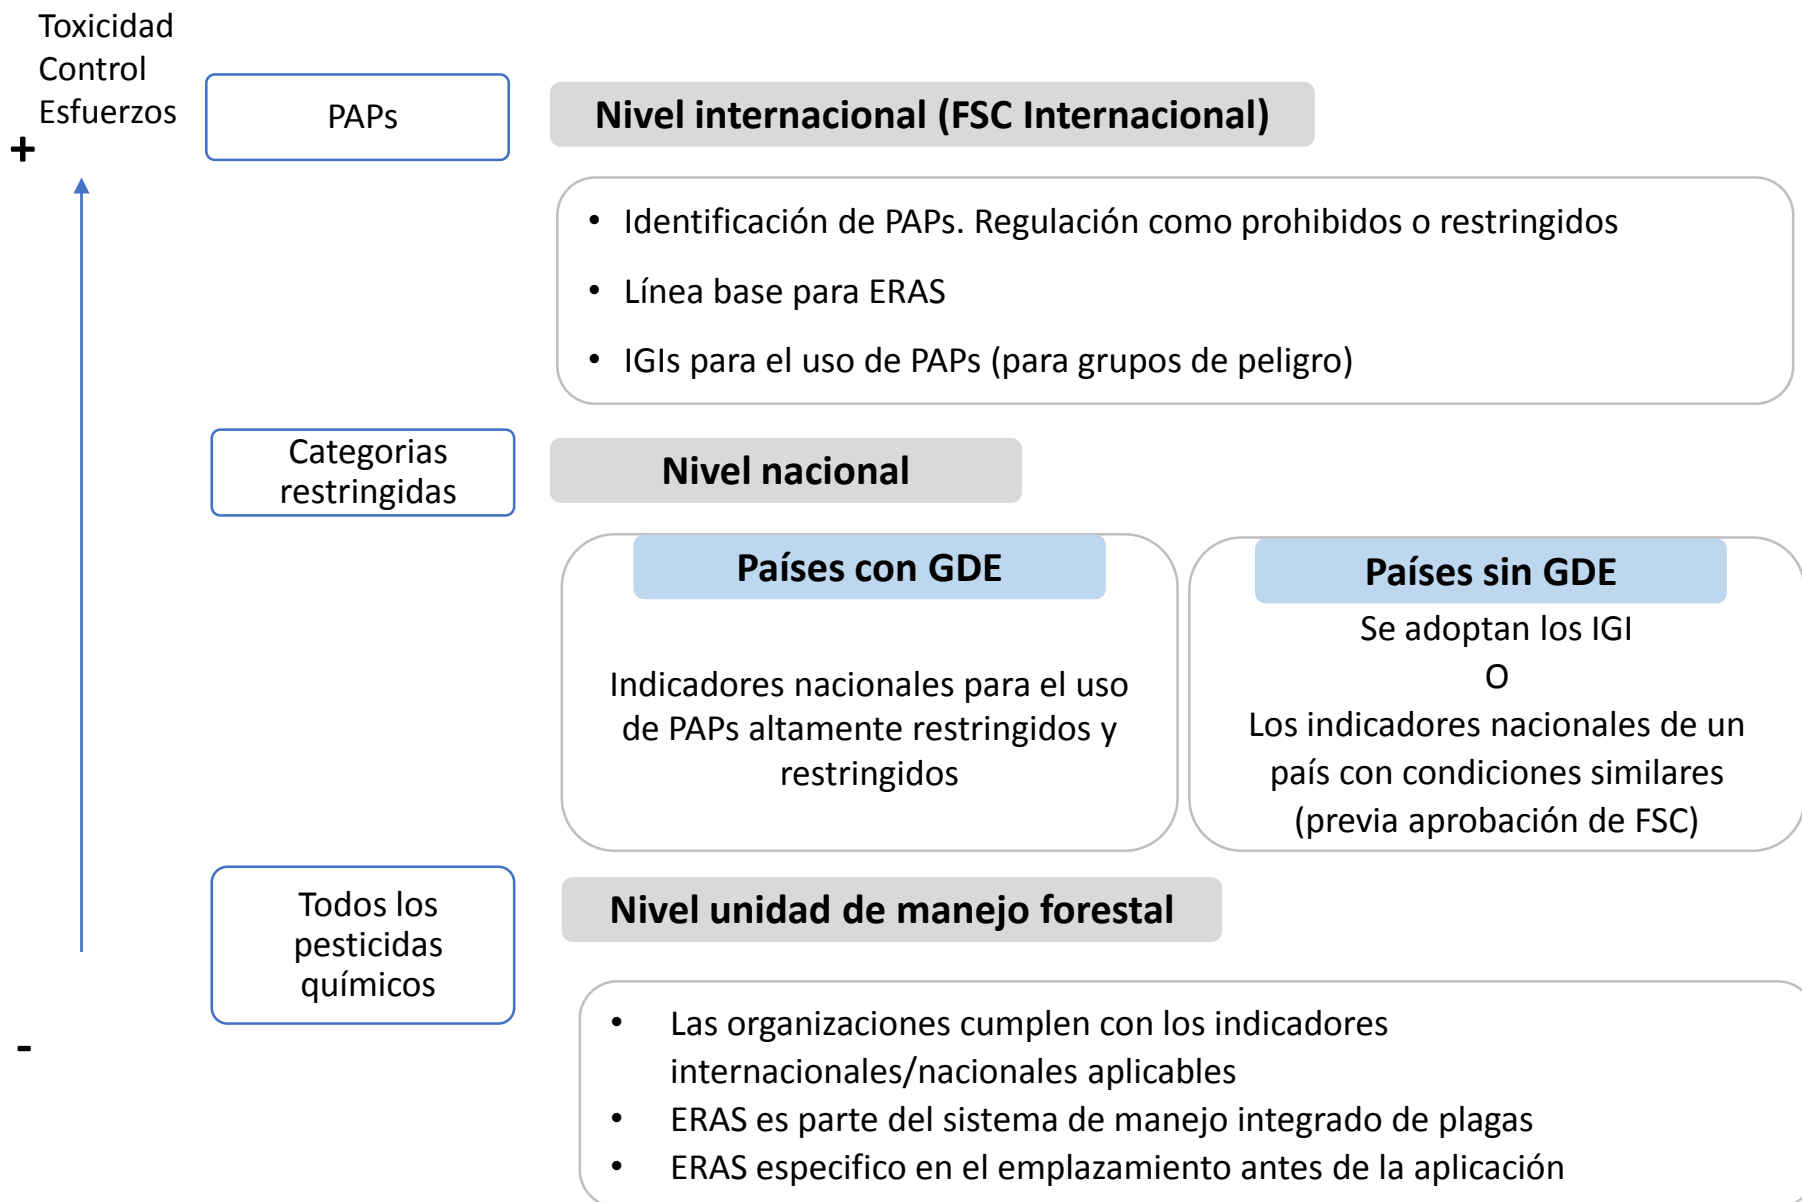 Toxicidad
Control
Esfuerzos
+
PAPs
Nivel internacional (FSC Internacional)
• Identificación de PAPs. Regulación como prohibidos o restringidos
• Línea base para ERAS
• IGIs para el uso de PAPs (para grupos de peligro)
Categorias
restringidas
Nivel nacional
Países con GDE
Indicadores nacionales para el uso
de PAPs altamente restringidos y
restringidos
Países sin GDE
Se adoptan los IGI
O
Los indicadores nacionales de un
país con condiciones similares
(previa aprobación de FSC)
Todos los
pesticidas
químicos
Nivel unidad de manejo forestal
-
• Las organizaciones cumplen con los indicadores
internacionales/nacionales aplicables
• ERAS es parte del sistema de manejo integrado de plagas
• ERAS especifico en el emplazamiento antes de la aplicación